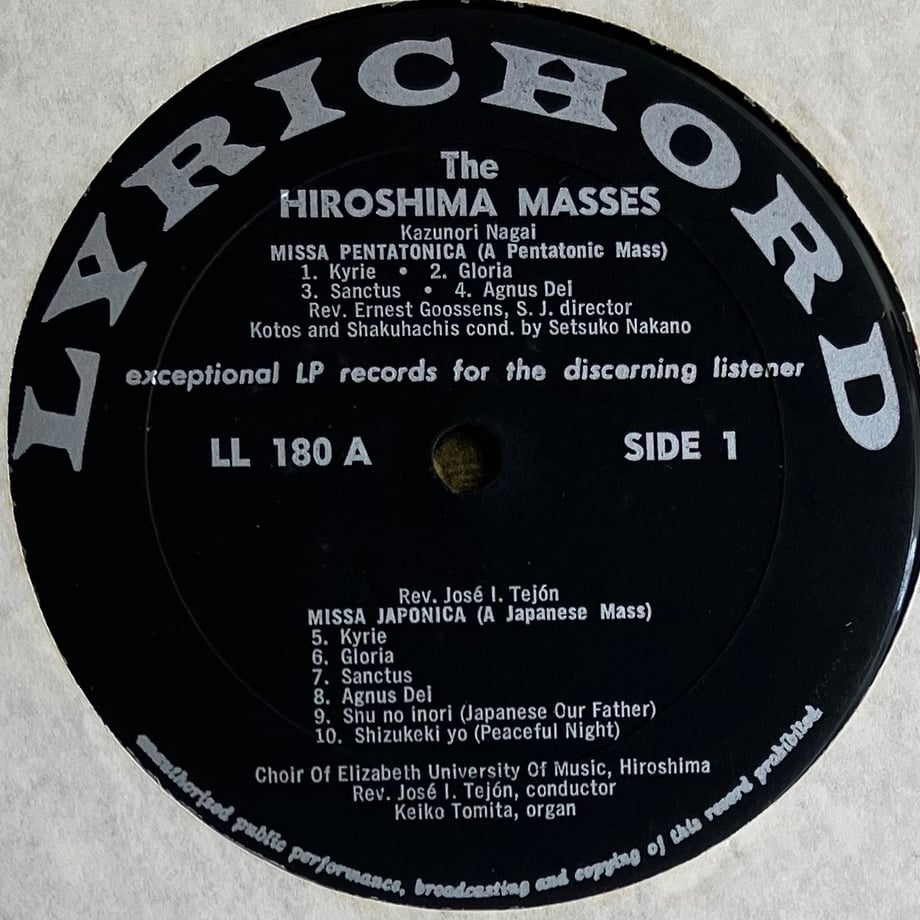 LYRICHORD
The
HIROSHIMA MASSES
Kazunori Nagai
MISSA PENTATONICA (A Pentatonic Mass)
1. Kyrie • 2. Gloria
3. Sanctus • 4. Agnus Dei
Rev. Ernest Goossens, S. J. director
Kotos and Shakuhachis cond. by Setsuko Nakano
exceptional LP records for the discerning listener
LL 180 A SIDE 1
Rev. José I. Tejón
MISSA JAPONICA (A Japanese Mass)
5. Kyrie
6. Gloria
7. Sanctus
8. Agnus Dei
9. Shu no inori (Japanese Our Father)
10. Shizukeki yo (Peaceful Night)
Choir Of Elizabeth University Of Music, Hiroshima
Rev. José I. Tejón, conductor
Keiko Tomita, organ
unauthorized public performance, broadcasting and copying of this record prohibited